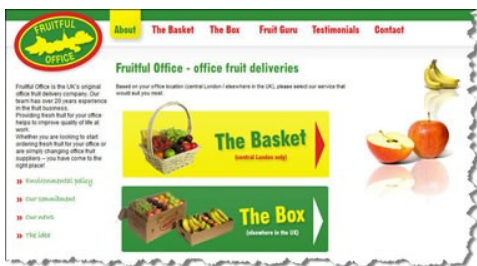 FRUITFUL
OFFICE
About The Basket The Box Fruit Guru Testimonials Contact
Fruitful Office is the UK's original
office fruit delivery company. Our
team has over 20 years experience
in the fruit business.
Providing fresh fruit for your office
helps to improve quality of life at
work.
Whether you are looking to start
ordering fresh fruit for your office or
are simply changing office fruit
suppliers – you have come to the
right place!
» Environmental policy
» Our commitment
» Our news
» The idea
Fruitful Office - office fruit deliveries
Based on your office location (central London / elsewhere in the UK), please select our service that
would suit you most:
The Basket
(central London only)
The Box
(elsewhere in the UK)